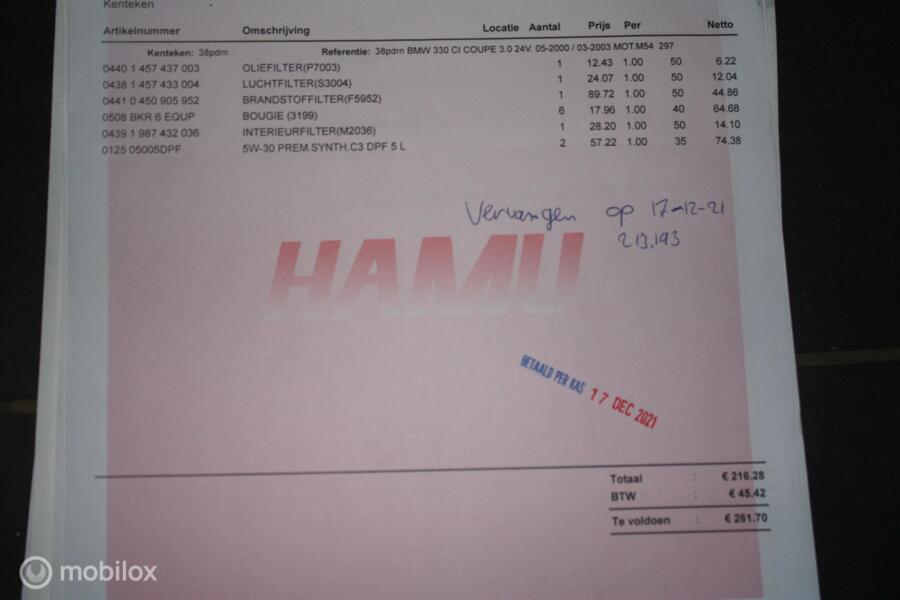 Kenteken -
Artikelnummer Omschrijving Locatie Aantal Prijs Per Netto
Kenteken: 38pdrn Referentie: 38pdrn BMW 330 CI COUPE 3.0 24V. 05-2000 / 03-2003 MOT.M54 297
0440 1 457 437 003 OLIEFILTER(P7003) 1 12.43 1.00 50 6.22
0438 1 457 433 004 LUCHTFILTER(S3004) 1 24.07 1.00 50 12.04
0441 0 450 905 952 BRANDSTOFFILTER(F5952) 1 89.72 1.00 50 44.86
0508 BKR 6 EQUP BOUGIE (3199) 6 17.96 1.00 40 64.68
0439 1 987 432 036 INTERIEURFILTER(M2036) 1 28.20 1.00 50 14.10
0125 05005DPF 5W-30 PREM.SYNTH.C3 DPF 5 L 2 57.22 1.00 35 74.38
Vervangen op 17-12-21
213.193
HAMU
BETAALD PER KAS 17 DEC 2021
Totaal : € 216.28
BTW : € 45.42
Te voldoen : € 261.70
mobilox